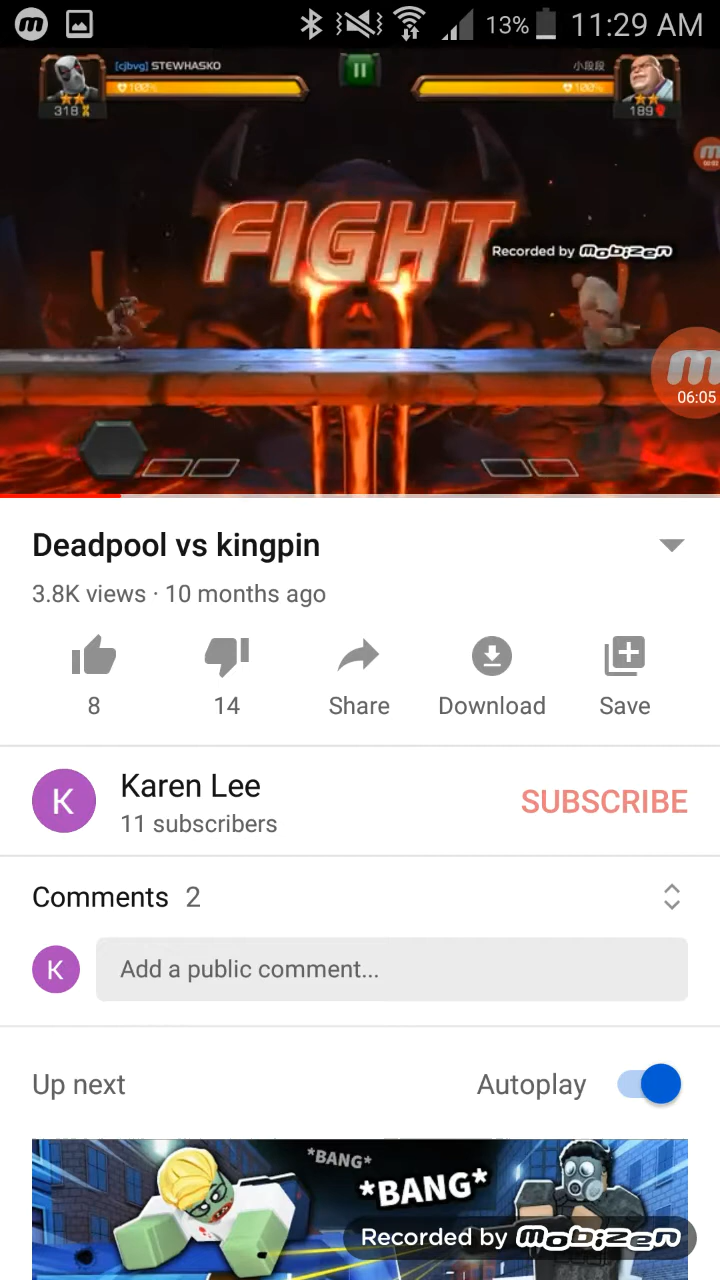 13% 11:29 AM
[cjbvg] STEWHASKO
小段段
100%
100%
318
189
FIGHT
Recorded by mobizen
06:05
Deadpool vs kingpin
3.8K views · 10 months ago
8
14
Share
Download
Save
K
Karen Lee
11 subscribers
SUBSCRIBE
Comments 2
K
Add a public comment...
Up next
Autoplay
*BANG*
*BANG*
Recorded by mobizen